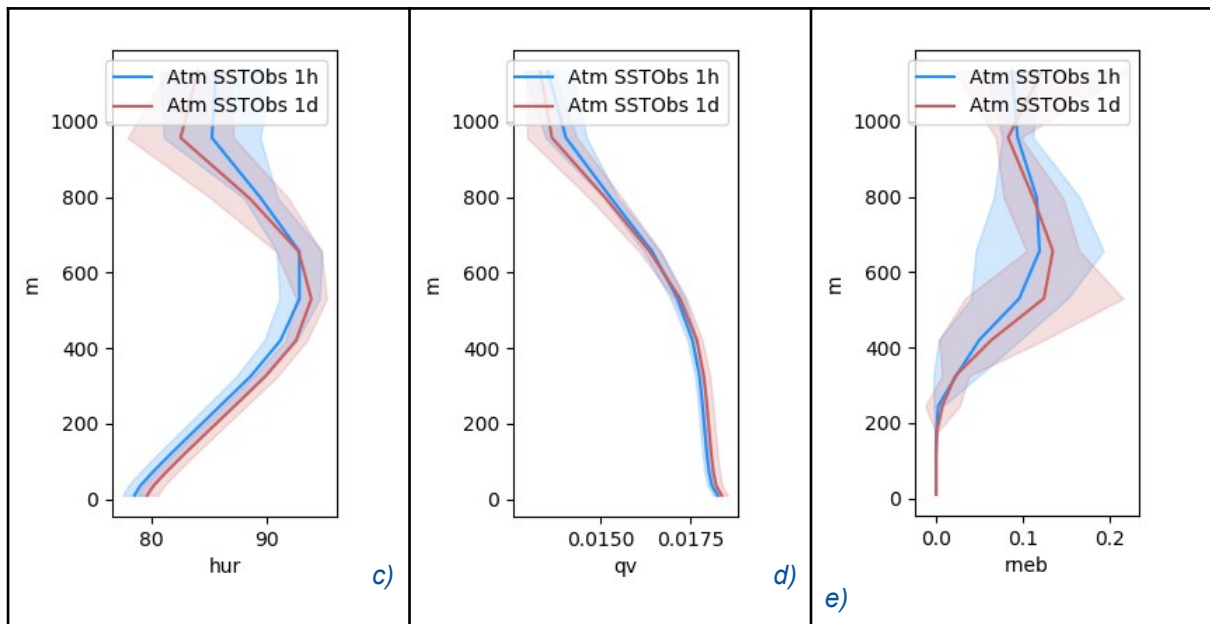 Atm SSTObs 1h
Atm SSTObs 1d
1000
800
600
400
200
0
m
80 90
hur
c)
Atm SSTObs 1h
Atm SSTObs 1d
1000
800
600
400
200
0
m
0.0150 0.0175
qv
d)
Atm SSTObs 1h
Atm SSTObs 1d
1000
800
600
400
200
0
m
0.0 0.1 0.2
rneb
e)